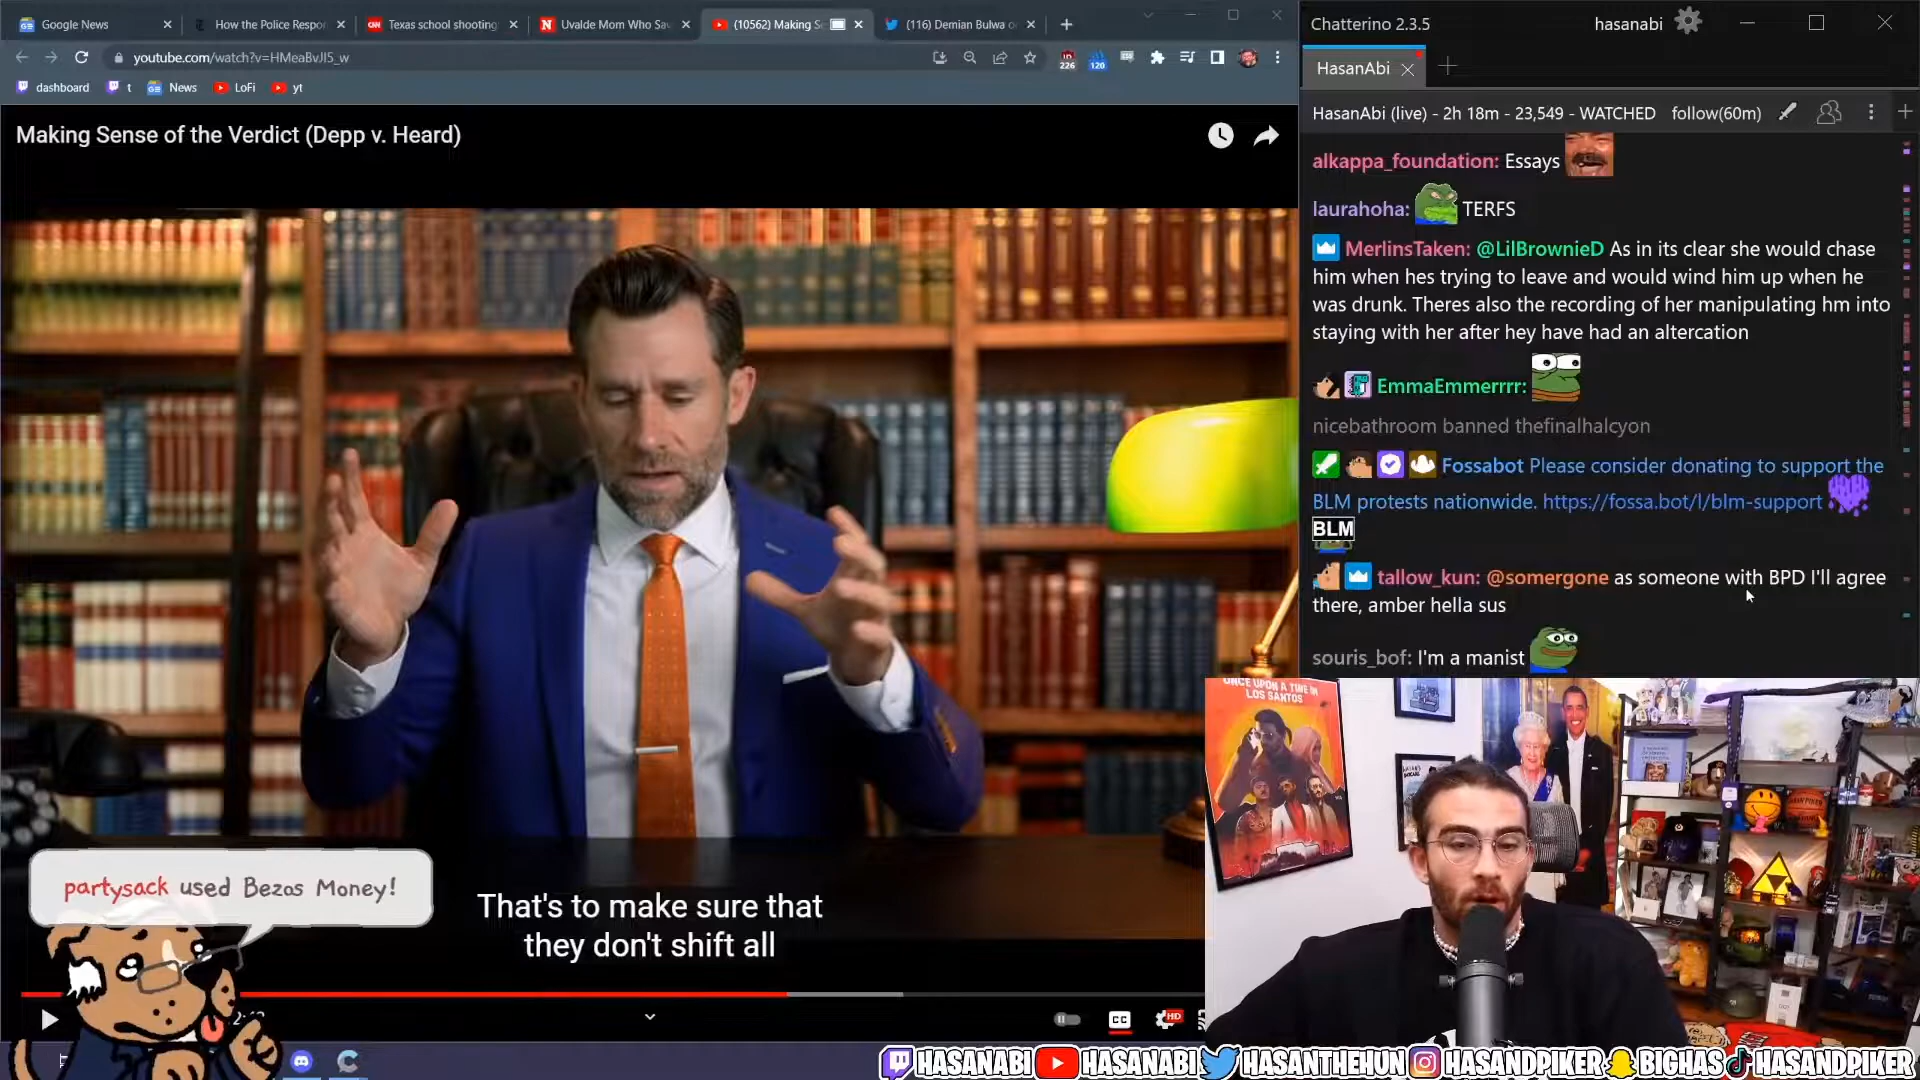 Google News
How the Police Respo
Texas school shooting
Uvalde Mom Who Sav
(10562) Making S
(116) Demian Bulwa o
youtube.com/watch?v=HMeaBvJI5_w
226
120
dashboard
t
News
LoFi
yt
Making Sense of the Verdict (Depp v. Heard)
That's to make sure that
they don't shift all
partysack used Bezos Money!
CC
HD
Chatterino 2.3.5
hasanabi
HasanAbi
HasanAbi (live) - 2h 18m - 23,549 - WATCHED follow(60m)
alkappa_foundation: Essays
laurahoha: TERFS
MerlinsTaken: @LilBrownieD As in its clear she would chase
him when hes trying to leave and would wind him up when he
was drunk. Theres also the recording of her manipulating hm into
staying with her after hey have had an altercation
EmmaEmmerrrr:
nicebathroom banned thefinalhalcyon
Fossabot Please consider donating to support the
BLM protests nationwide. https://fossa.bot/l/blm-support
BLM
tallow_kun: @somergone as someone with BPD I'll agree
there, amber hella sus
souris_bof: I'm a manist
ONCE UPON A TIME IN
LOS SANTOS
HASANABI HASANABI HASANTHEHUN HASANDPIKER BIGHAS HASANDPIKER